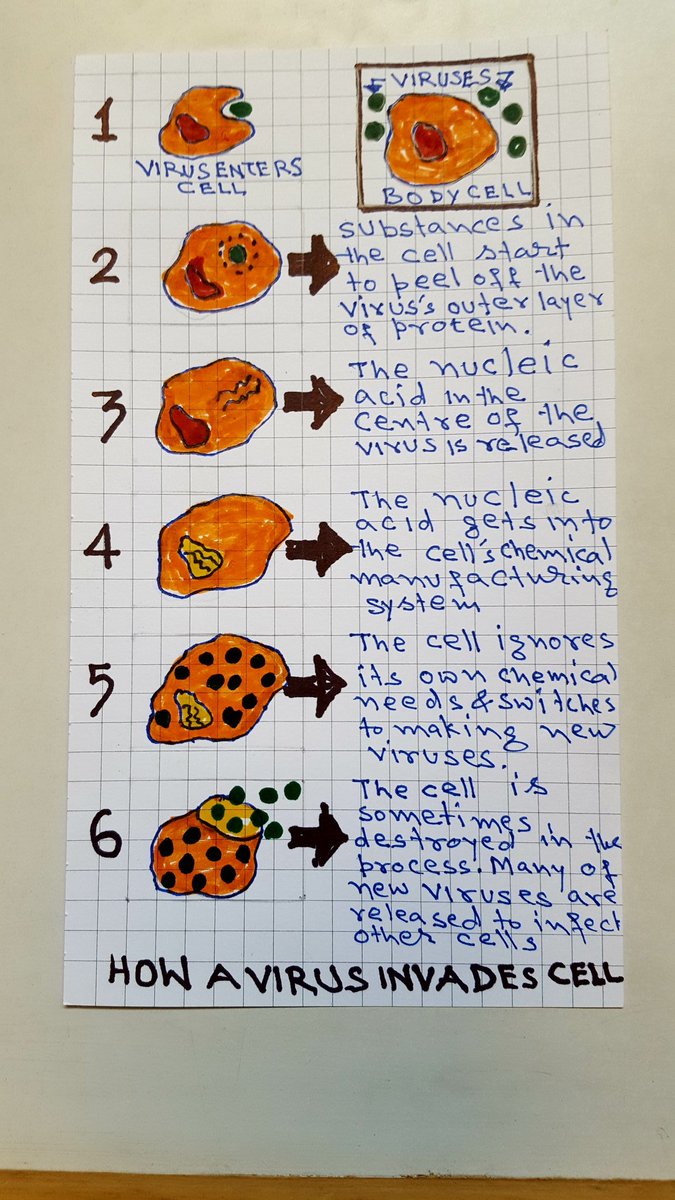 1
VIRUS ENTERS
CELL
VIRUSES
BODY CELL
2
substances in
the cell start
to peel off the
virus's outer layer
of protein.
3
The nucleic
acid in the
centre of the
virus is released
4
The nucleic
acid gets into
the cell's chemical
manufacturing
system
5
The cell ignores
its own chemical
needs & switches
to making new
viruses.
6
The cell is
sometimes
destroyed in the
process. Many of
new viruses are
released to infect
other cells
HOW A VIRUS INVADES CELL